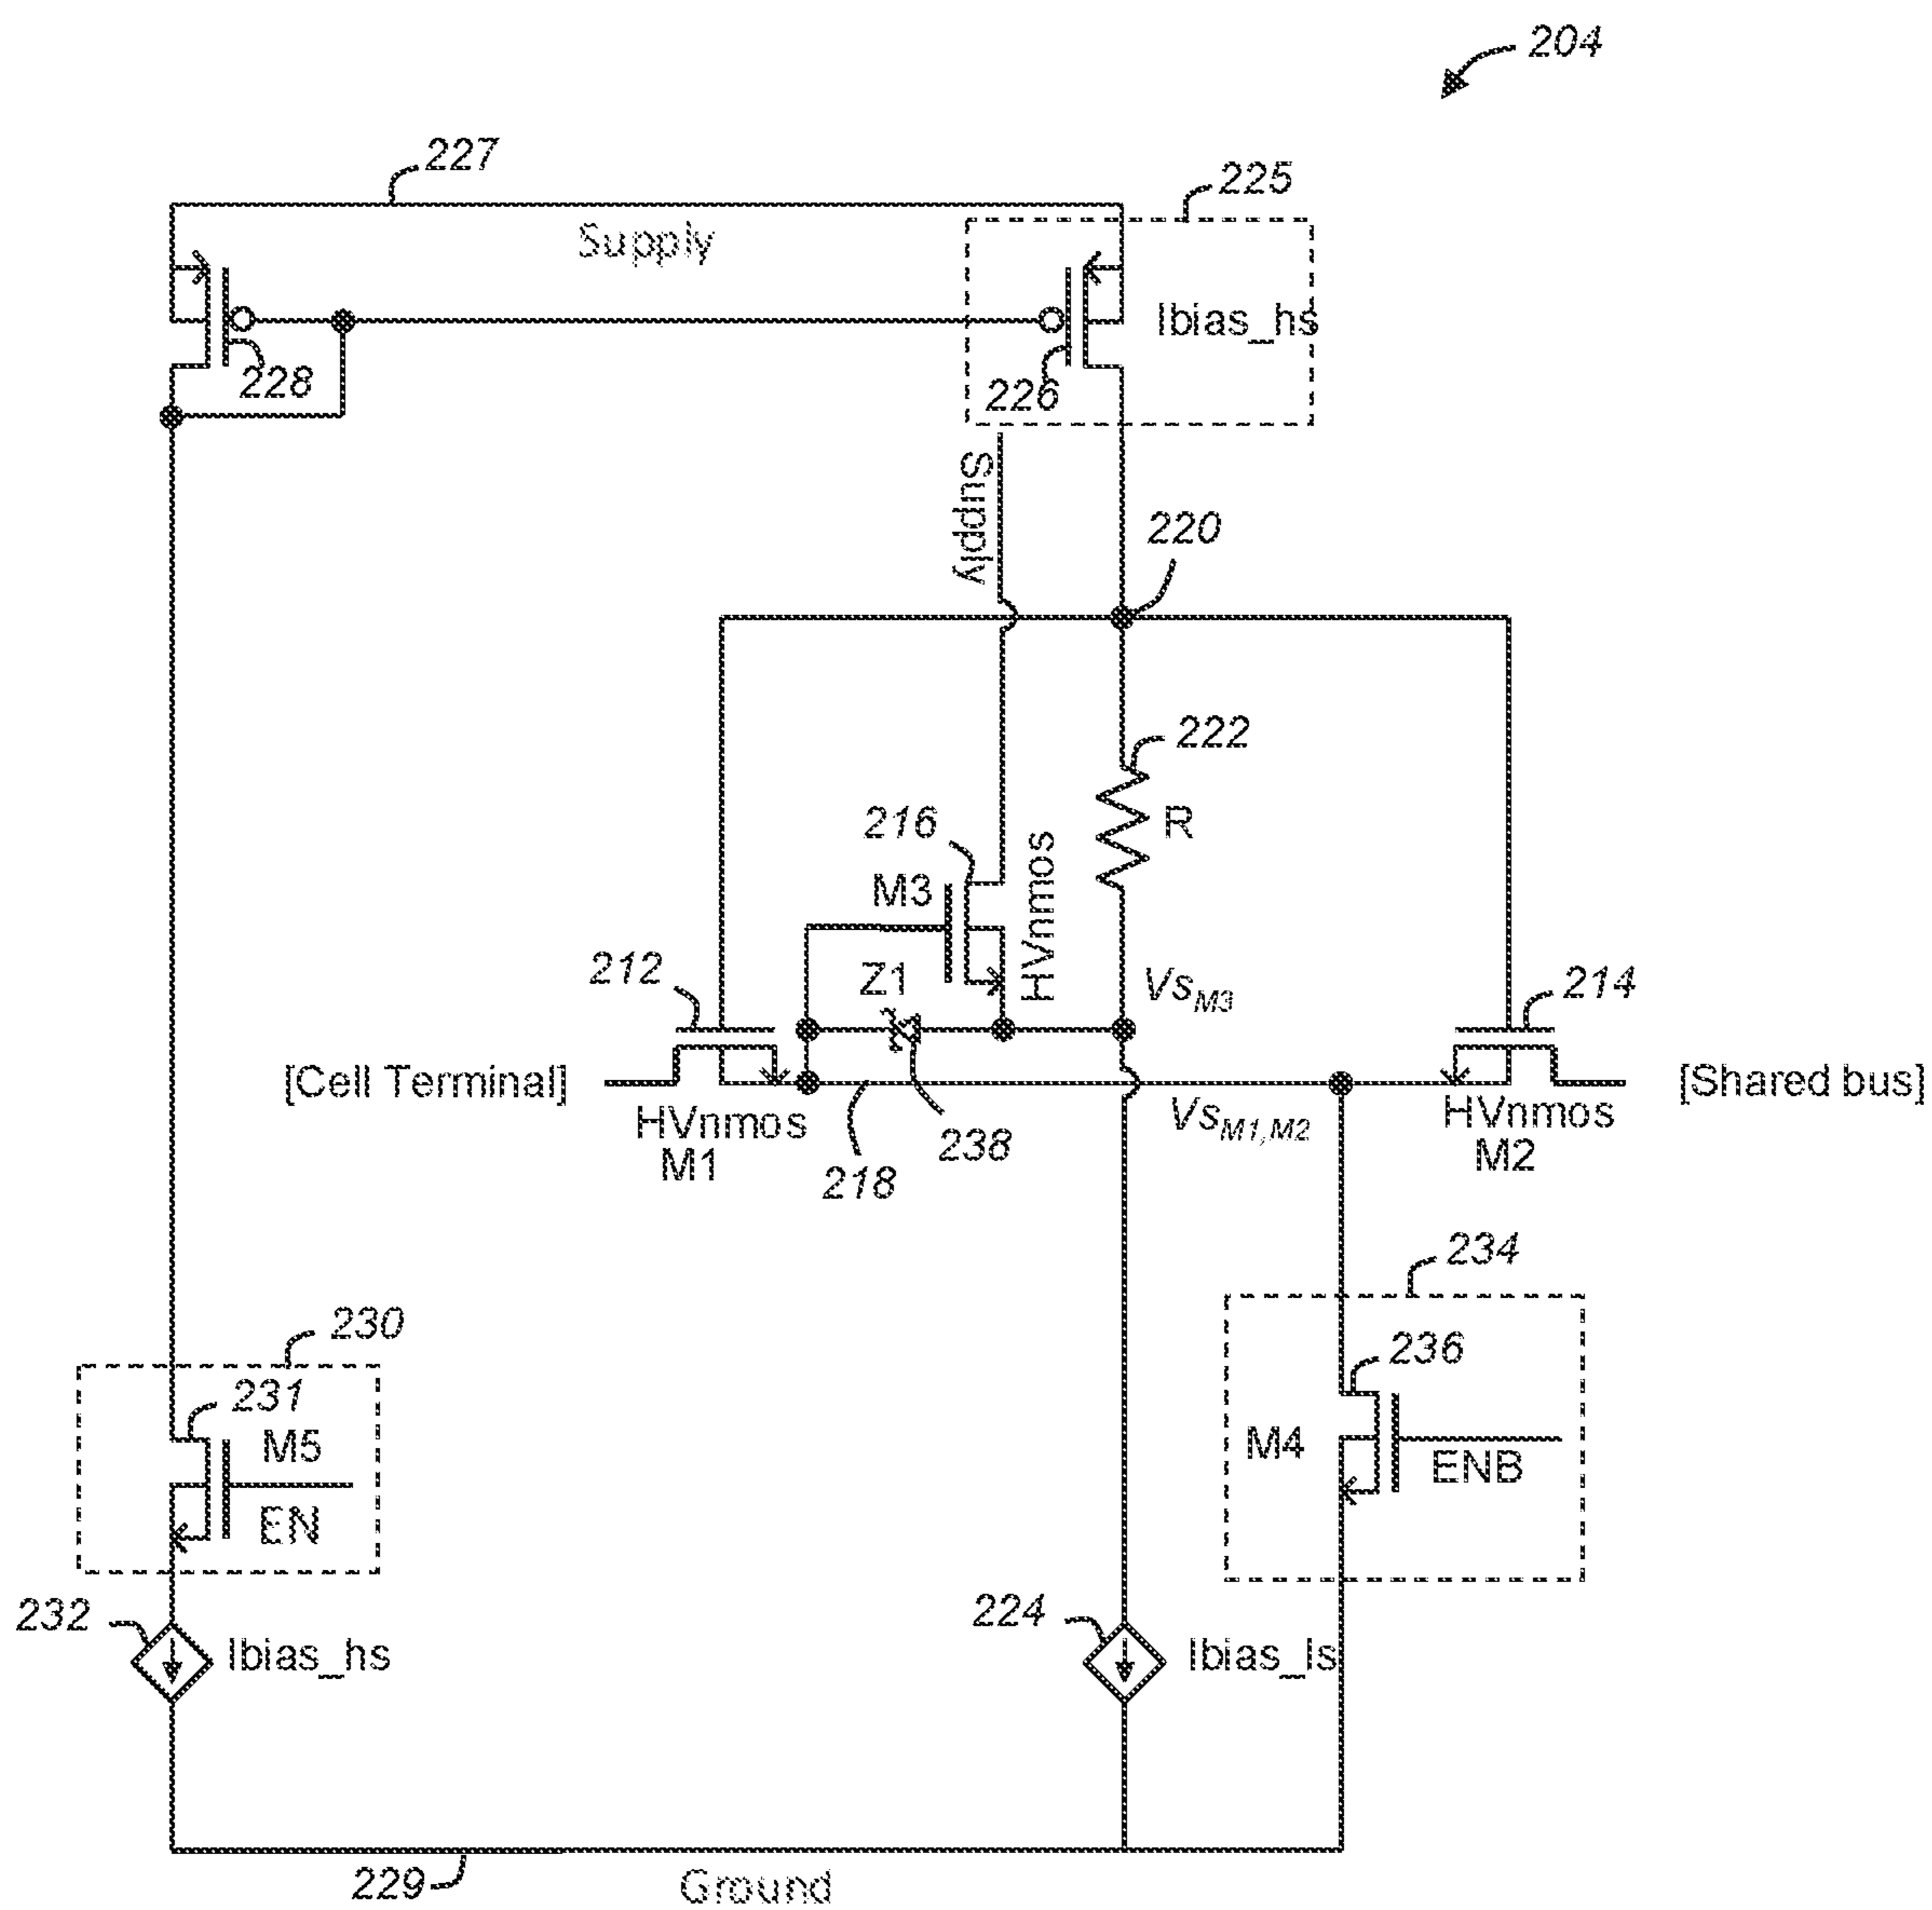 204
227
225
Supply
Ibias_hs
228
226
Supply
220
222
R
216
M3
HVnmos
212
Z1
VsM3
214
[Cell Terminal]
[Shared bus]
HVnmos
M1
238
218
VsM1,M2
HVnmos
M2
234
230
236
231
M5
M4
ENB
EN
232
Ibias_hs
224
Ibias_ls
229
Ground